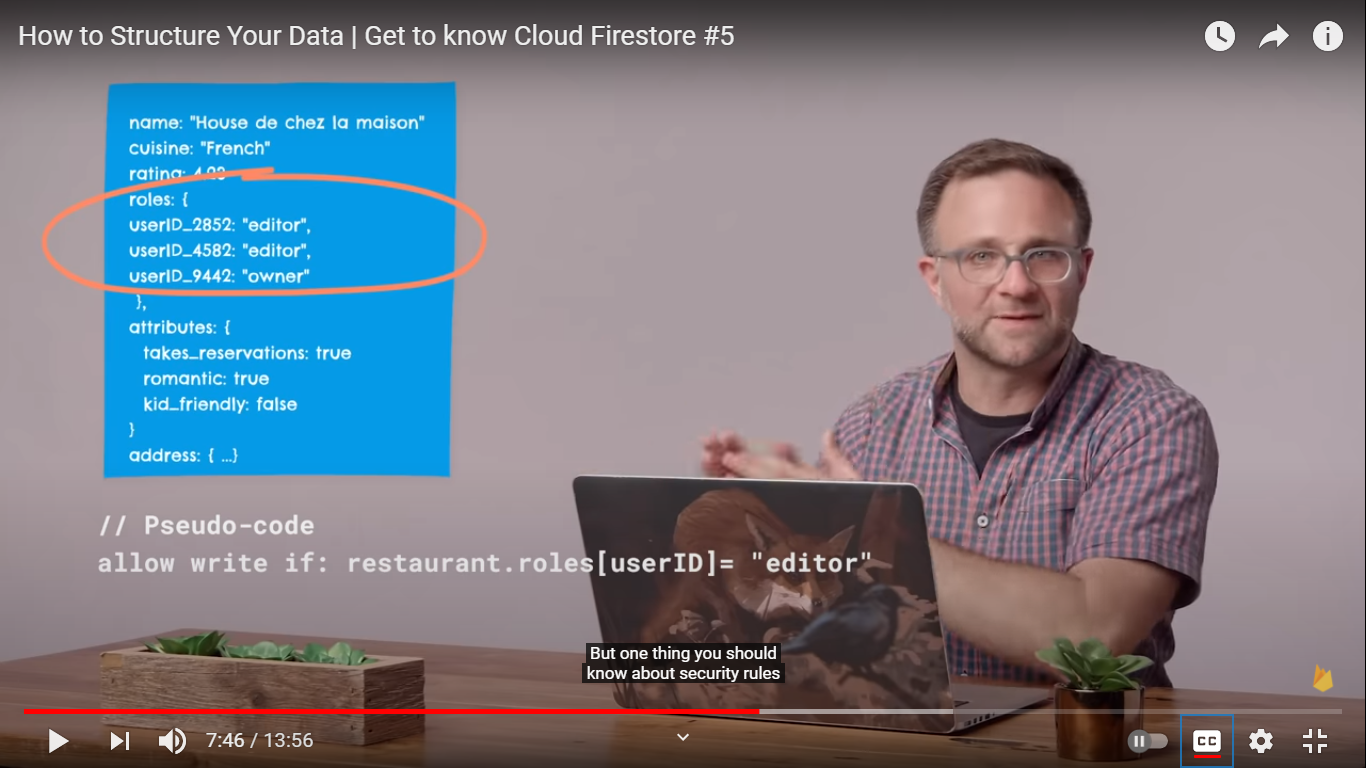 How to Structure Your Data | Get to know Cloud Firestore #5
name: "House de chez la maison"
cuisine: "French"
rating: 4.23
roles: {
userID_2852: "editor",
userID_4582: "editor",
userID_9442: "owner"
},
attributes: {
takes_reservations: true
romantic: true
kid_friendly: false
}
address: { ...}
// Pseudo-code
allow write if: restaurant.roles[userID]= "editor"
But one thing you should
know about security rules
7:46 / 13:56
CC